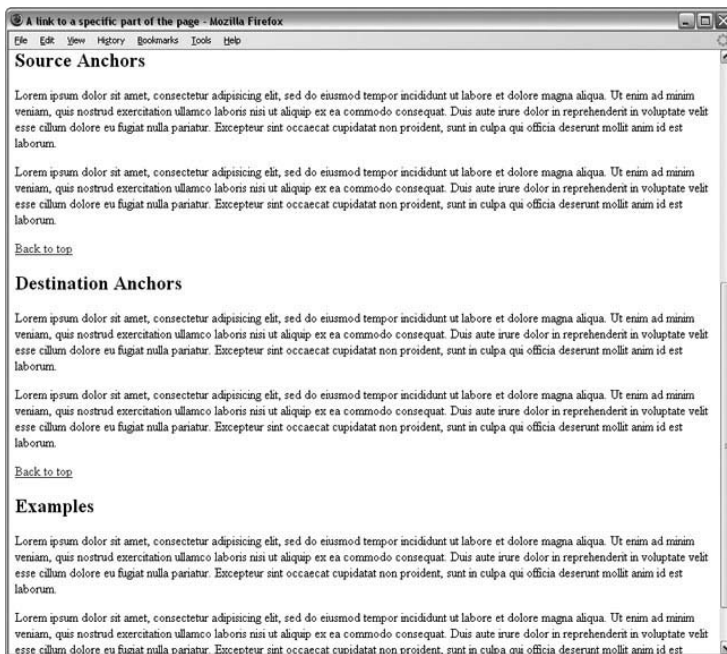 A link to a specific part of the page - Mozilla Firefox
File Edit View History Bookmarks Tools Help
Source Anchors
Lorem ipsum dolor sit amet, consectetur adipisicing elit, sed do eiusmod tempor incididunt ut labore et dolore magna aliqua. Ut enim ad minim
veniam, quis nostrud exercitation ullamco laboris nisi ut aliquip ex ea commodo consequat. Duis aute irure dolor in reprehenderit in voluptate velit
esse cillum dolore eu fugiat nulla pariatur. Excepteur sint occaecat cupidatat non proident, sunt in culpa qui officia deserunt mollit anim id est
laborum.
Lorem ipsum dolor sit amet, consectetur adipisicing elit, sed do eiusmod tempor incididunt ut labore et dolore magna aliqua. Ut enim ad minim
veniam, quis nostrud exercitation ullamco laboris nisi ut aliquip ex ea commodo consequat. Duis aute irure dolor in reprehenderit in voluptate velit
esse cillum dolore eu fugiat nulla pariatur. Excepteur sint occaecat cupidatat non proident, sunt in culpa qui officia deserunt mollit anim id est
laborum.
Back to top
Destination Anchors
Lorem ipsum dolor sit amet, consectetur adipisicing elit, sed do eiusmod tempor incididunt ut labore et dolore magna aliqua. Ut enim ad minim
veniam, quis nostrud exercitation ullamco laboris nisi ut aliquip ex ea commodo consequat. Duis aute irure dolor in reprehenderit in voluptate velit
esse cillum dolore eu fugiat nulla pariatur. Excepteur sint occaecat cupidatat non proident, sunt in culpa qui officia deserunt mollit anim id est
laborum.
Lorem ipsum dolor sit amet, consectetur adipisicing elit, sed do eiusmod tempor incididunt ut labore et dolore magna aliqua. Ut enim ad minim
veniam, quis nostrud exercitation ullamco laboris nisi ut aliquip ex ea commodo consequat. Duis aute irure dolor in reprehenderit in voluptate velit
esse cillum dolore eu fugiat nulla pariatur. Excepteur sint occaecat cupidatat non proident, sunt in culpa qui officia deserunt mollit anim id est
laborum.
Back to top
Examples
Lorem ipsum dolor sit amet, consectetur adipisicing elit, sed do eiusmod tempor incididunt ut labore et dolore magna aliqua. Ut enim ad minim
veniam, quis nostrud exercitation ullamco laboris nisi ut aliquip ex ea commodo consequat. Duis aute irure dolor in reprehenderit in voluptate velit
esse cillum dolore eu fugiat nulla pariatur. Excepteur sint occaecat cupidatat non proident, sunt in culpa qui officia deserunt mollit anim id est
laborum.
Lorem ipsum dolor sit amet, consectetur adipisicing elit, sed do eiusmod tempor incididunt ut labore et dolore magna aliqua. Ut enim ad minim
veniam, quis nostrud exercitation ullamco laboris nisi ut aliquip ex ea commodo consequat. Duis aute irure dolor in reprehenderit in voluptate velit
esse cillum dolore eu fugiat nulla pariatur. Excepteur sint occaecat cupidatat non proident, sunt in culpa qui officia deserunt mollit anim id est